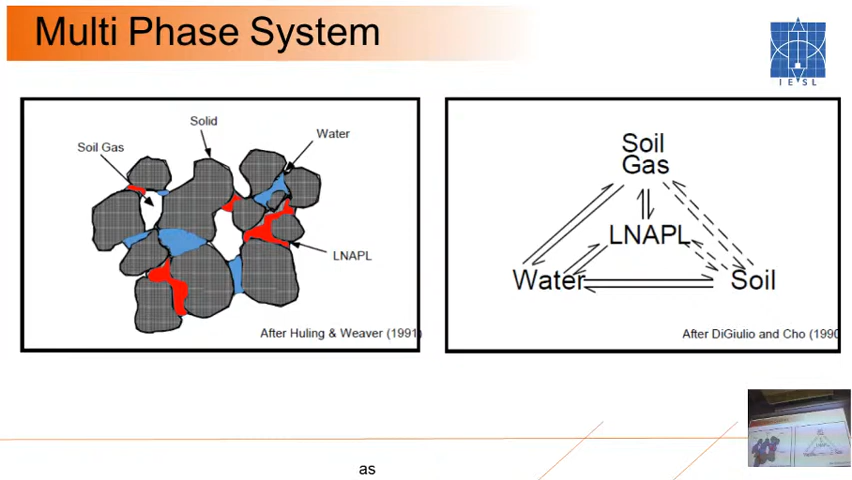 Multi Phase System
IESL
Solid
Water
Soil Gas
LNAPL
After Huling & Weaver (1991)
Soil
Gas
LNAPL
Water
Soil
After DiGiulio and Cho (1990
as